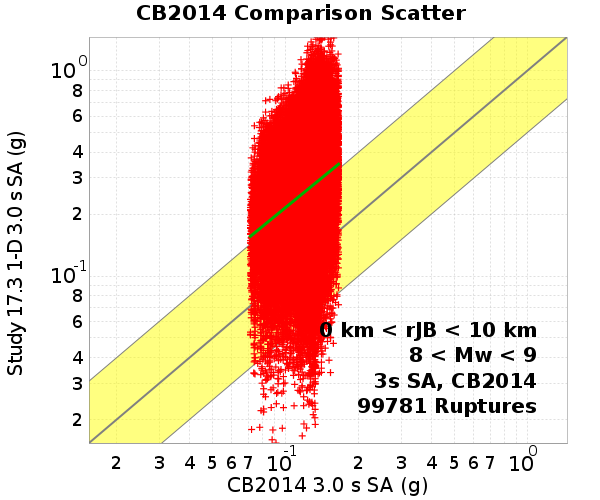 CB2014 Comparison Scatter
Study 17.3 1-D 3.0 s SA (g)
10^0
8
6
4
3
2
10^-1
8
6
4
3
2
0 km < rJB < 10 km
8 < Mw < 9
3s SA, CB2014
99781 Ruptures
2 3 4 5 6 7 10^-1 2 3 4 5 6 7 10^0
CB2014 3.0 s SA (g)